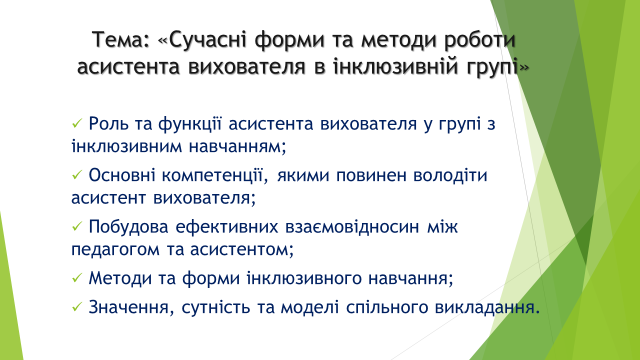 Тема: «Сучасні форми та методи роботи
асистента вихователя в інклюзивній групі»
✓ Роль та функції асистента вихователя у групі з
інклюзивним навчанням;
✓ Основні компетенції, якими повинен володіти
асистент вихователя;
✓ Побудова ефективних взаємовідносин між
педагогом та асистентом;
✓ Методи та форми інклюзивного навчання;
✓ Значення, сутність та моделі спільного викладання.